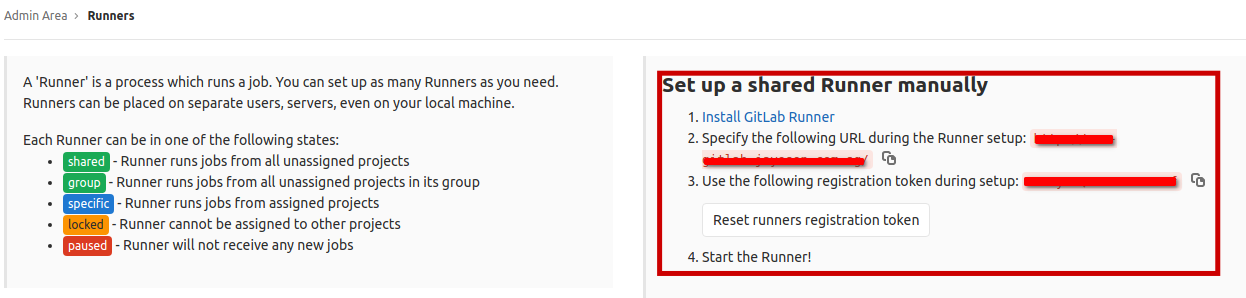 Admin Area › Runners
A 'Runner' is a process which runs a job. You can set up as many Runners as you need.
Runners can be placed on separate users, servers, even on your local machine.
Each Runner can be in one of the following states:
• shared - Runner runs jobs from all unassigned projects
• group - Runner runs jobs from all unassigned projects in its group
• specific - Runner runs jobs from assigned projects
• locked - Runner cannot be assigned to other projects
• paused - Runner will not receive any new jobs
Set up a shared Runner manually
1. Install GitLab Runner
2. Specify the following URL during the Runner setup:
3. Use the following registration token during setup:
Reset runners registration token
4. Start the Runner!